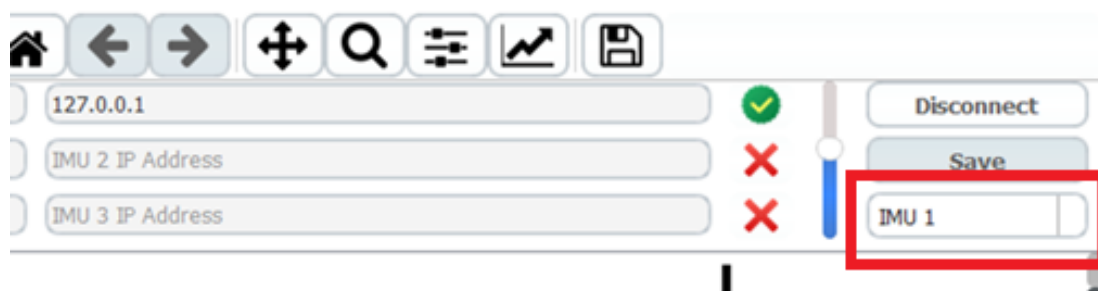 127.0.0.1
Disconnect
IMU 2 IP Address
Save
IMU 3 IP Address
IMU 1